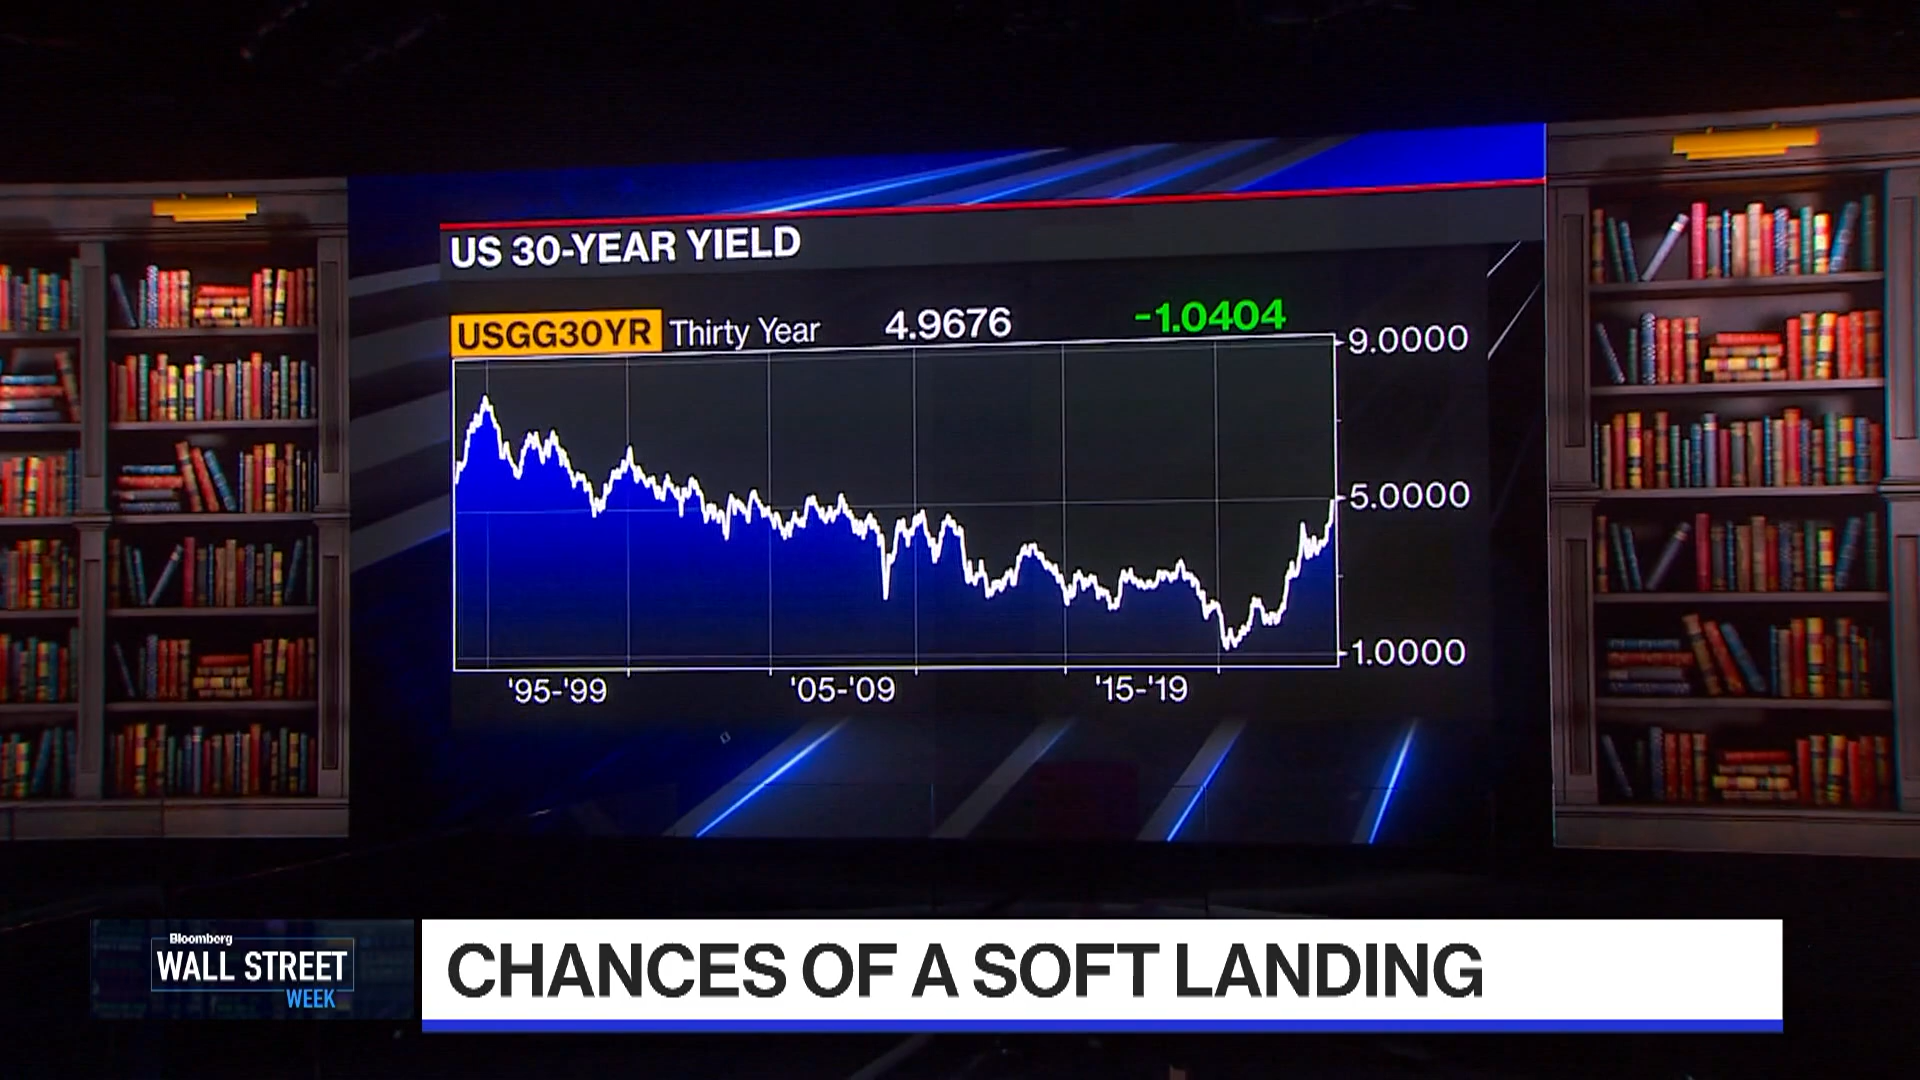 US 30-YEAR YIELD
USGG30YR Thirty Year 4.9676 -1.0404
9.0000
5.0000
1.0000
'95-'99 '05-'09 '15-'19
Bloomberg
WALL STREET
WEEK
CHANCES OF A SOFT LANDING